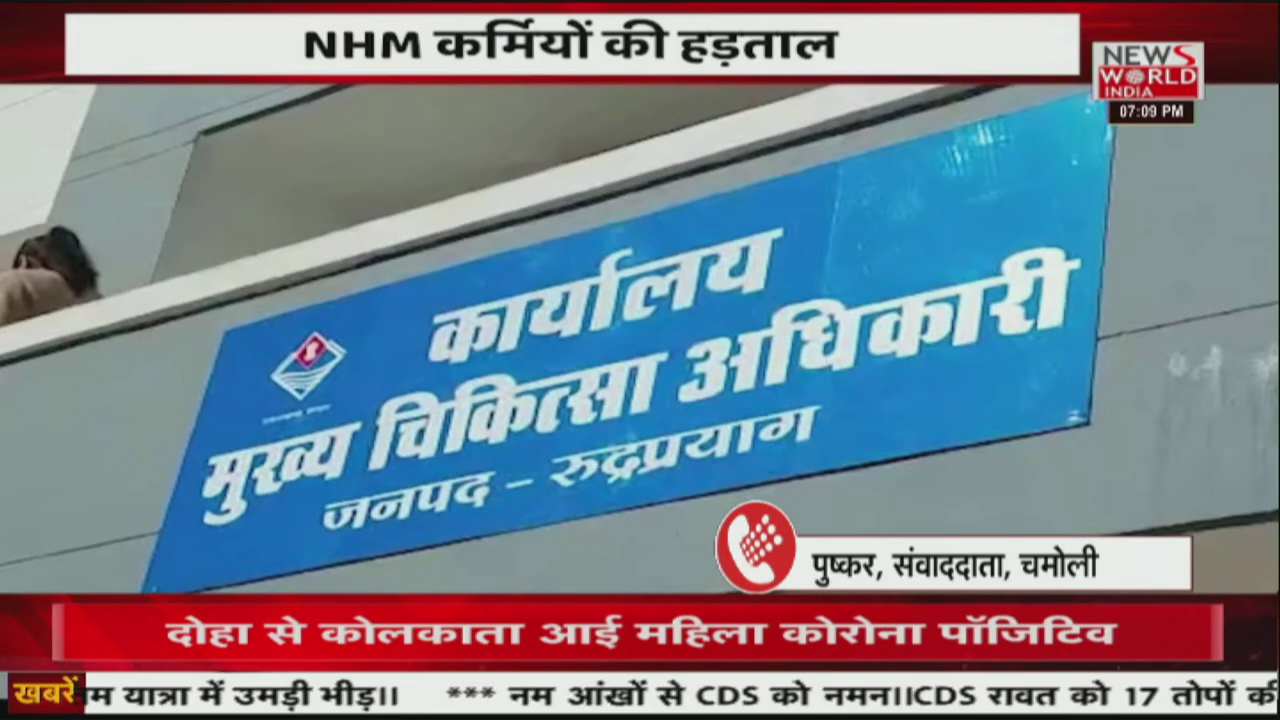 NHM कर्मियों की हड़ताल
NEWS
WORLD
INDIA
07:09 PM
कार्यालय
मुख्य चिकित्सा अधिकारी
जनपद - रुद्रप्रयाग
पुष्कर, संवाददाता, चमोली
दोहा से कोलकाता आई महिला कोरोना पॉजिटिव
खबरें यात्रा में उमड़ी भीड़।। *** नम आंखों से CDS को नमन।।CDS रावत को 17 तोपों की